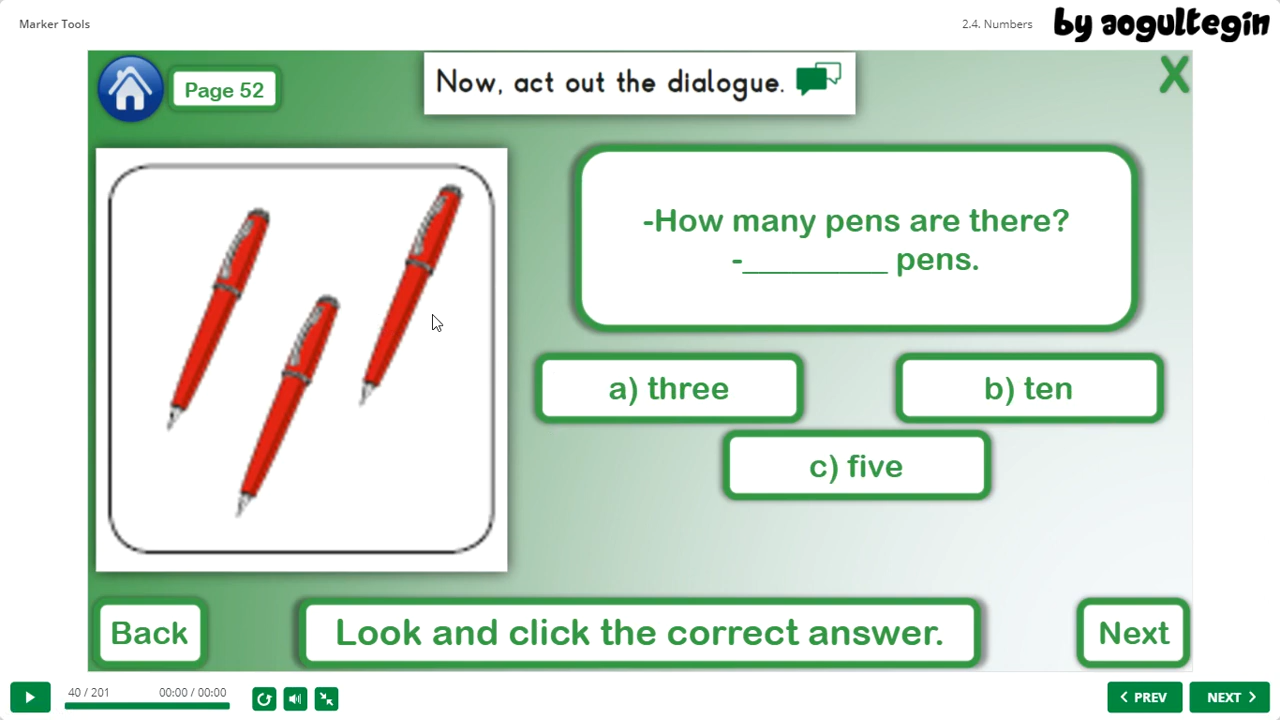 Marker Tools
2.4. Numbers
by aogultegin
Page 52
Now, act out the dialogue.
X
-How many pens are there?
-_________ pens.
a) three
b) ten
c) five
Back
Look and click the correct answer.
Next
40 / 201
00:00 / 00:00
PREV
NEXT